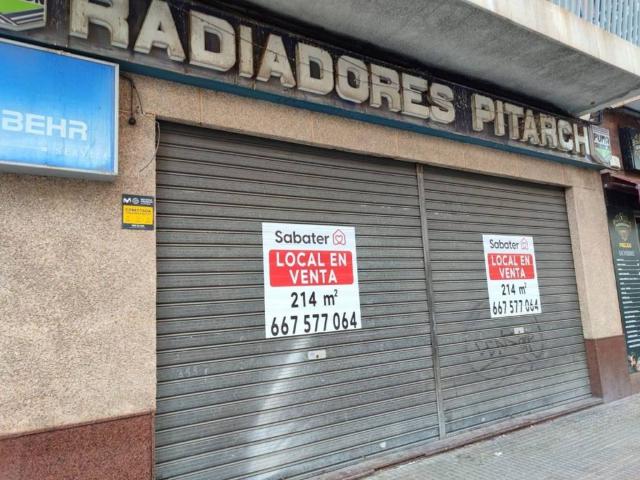 RADIADORES PITARCH
BEHR
Sabater
LOCAL EN
VENTA
214 m²
667 577 064
Sabater
LOCAL EN
VENTA
214 m²
667 577 064